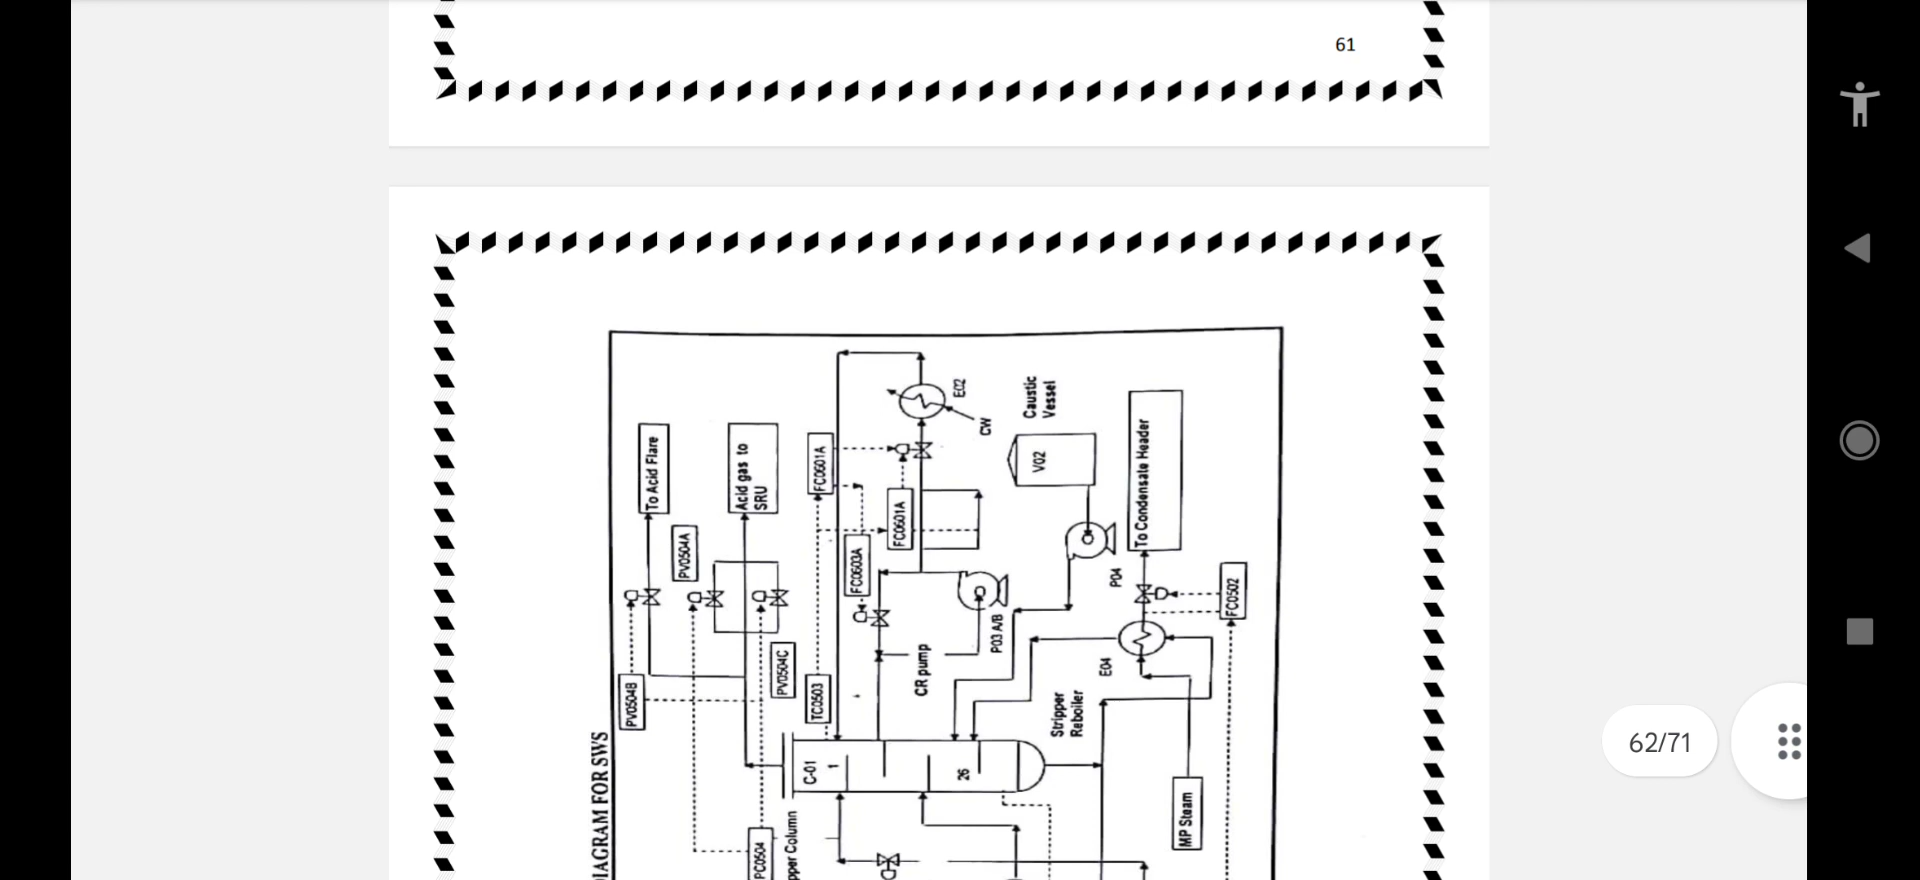 61
IAGRAM FOR SWS
To Acid Flare
Acid gas to
SRU
PV0504A
PV0504B
PV0504C
PC0504
TC0503
FC0601A
FC0603A
FC0601A
E02
CW
Caustic
Vessel
V02
To Condensate Header
P04
P03 A/B
CR pump
FC0502
E04
Stripper
Reboiler
C-01
1
26
pper Column
MP Steam
62/71